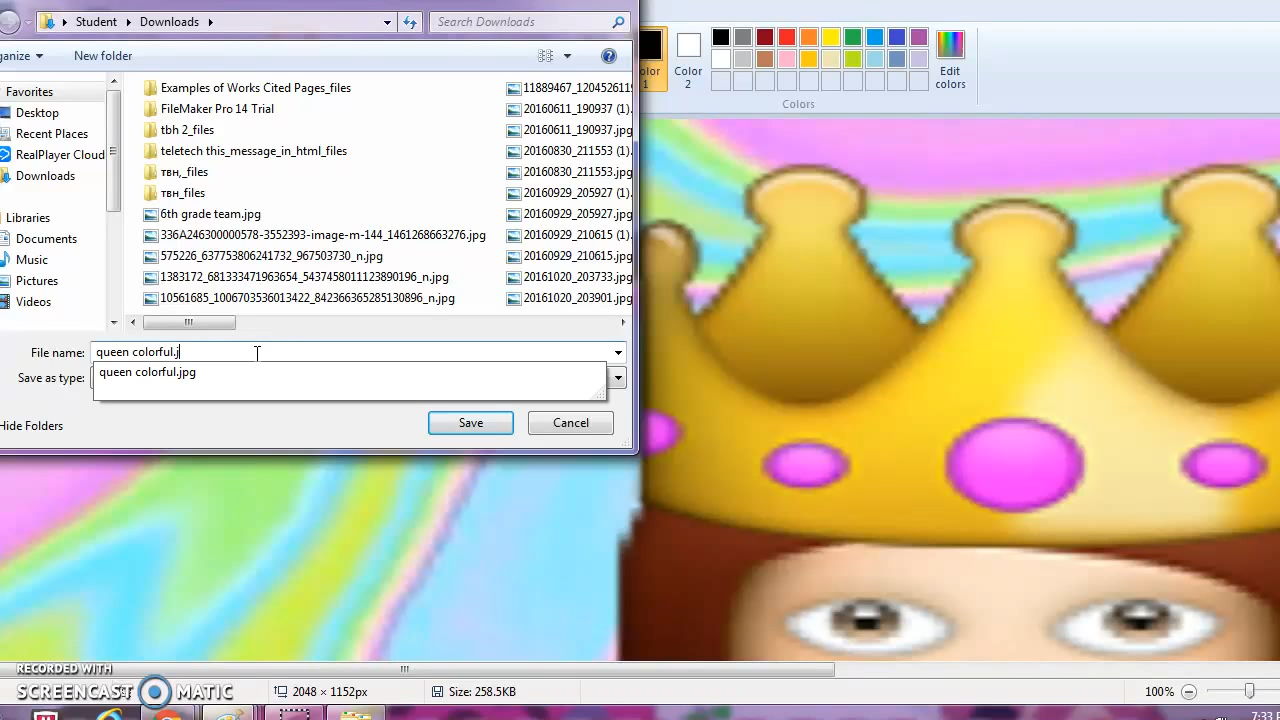 Student Downloads Search Downloads
New folder
Favorites
Desktop
Recent Places
RealPlayer Cloud
Downloads
Libraries
Documents
Music
Pictures
Videos
Examples of Works Cited Pages_files
FileMaker Pro 14 Trial
tbh 2_files
teletech this_message_in_html_files
твн,_files
твн_files
6th grade team.jpg
336A246300000578-3552393-image-m-144_1461268663276.jpg
575226_637753886241732_967503730_n.jpg
1383172_681333471963654_5437458011123890196_n.jpg
10561685_1006703536013422_842366365285130896_n.jpg
20160611_190937 (1).
20160611_190937.jpg
20160830_211553 (1).
20160830_211553.jpg
20160929_205927 (1).
20160929_205927.jpg
20160929_210615 (1).
20160929_210615.jpg
20161020_203733.jpg
20161020_203901.jpg
File name: queen colorful.j
queen colorful.jpg
Save as type:
Hide Folders
Save Cancel
Color
2
Edit
colors
Colors
RECORDED WITH
SCREENCAST MATIC
2048 × 1152px
Size: 258.5KB
100%